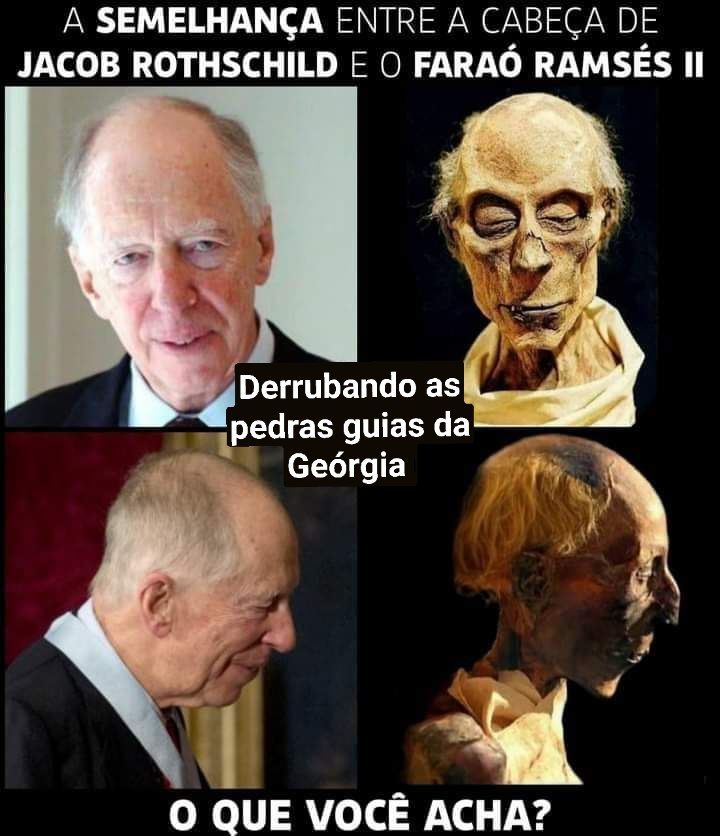 A SEMELHANÇA ENTRE A CABEÇA DE
JACOB ROTHSCHILD E O FARAÓ RAMSÉS II
Derrubando as
pedras guias da
Geórgia
O QUE VOCÊ ACHA?